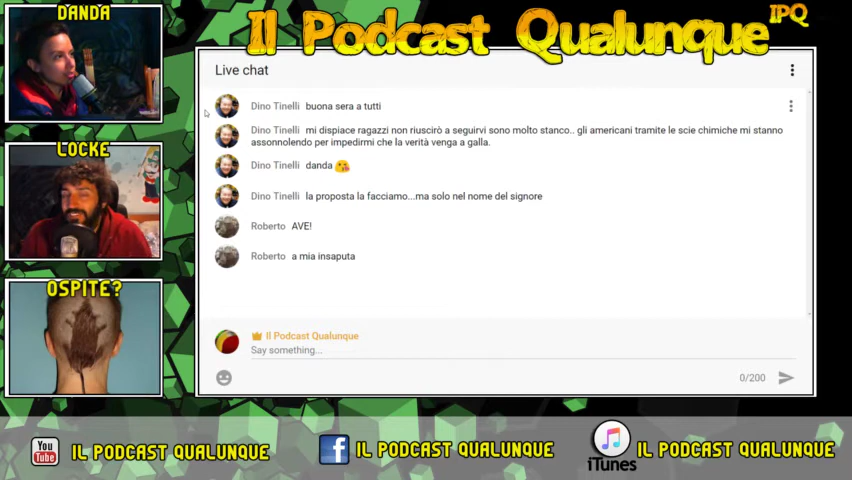 DANDA
Il Podcast Qualunque IPQ
Live chat
Dino Tinelli buona sera a tutti
Dino Tinelli mi dispiace ragazzi non riuscirò a seguirvi sono molto stanco.. gli americani tramite le scie chimiche mi stanno
assonnolendo per impedirmi che la verità venga a galla.
LOCKE
Dino Tinelli danda 😘
Dino Tinelli la proposta la facciamo...ma solo nel nome del signore
Roberto AVE!
Roberto a mia insaputa
OSPITE?
Il Podcast Qualunque
Say something...
0/200
You Tube IL PODCAST QUALUNQUE
f IL PODCAST QUALUNQUE
iTunes IL PODCAST QUALUNQUE